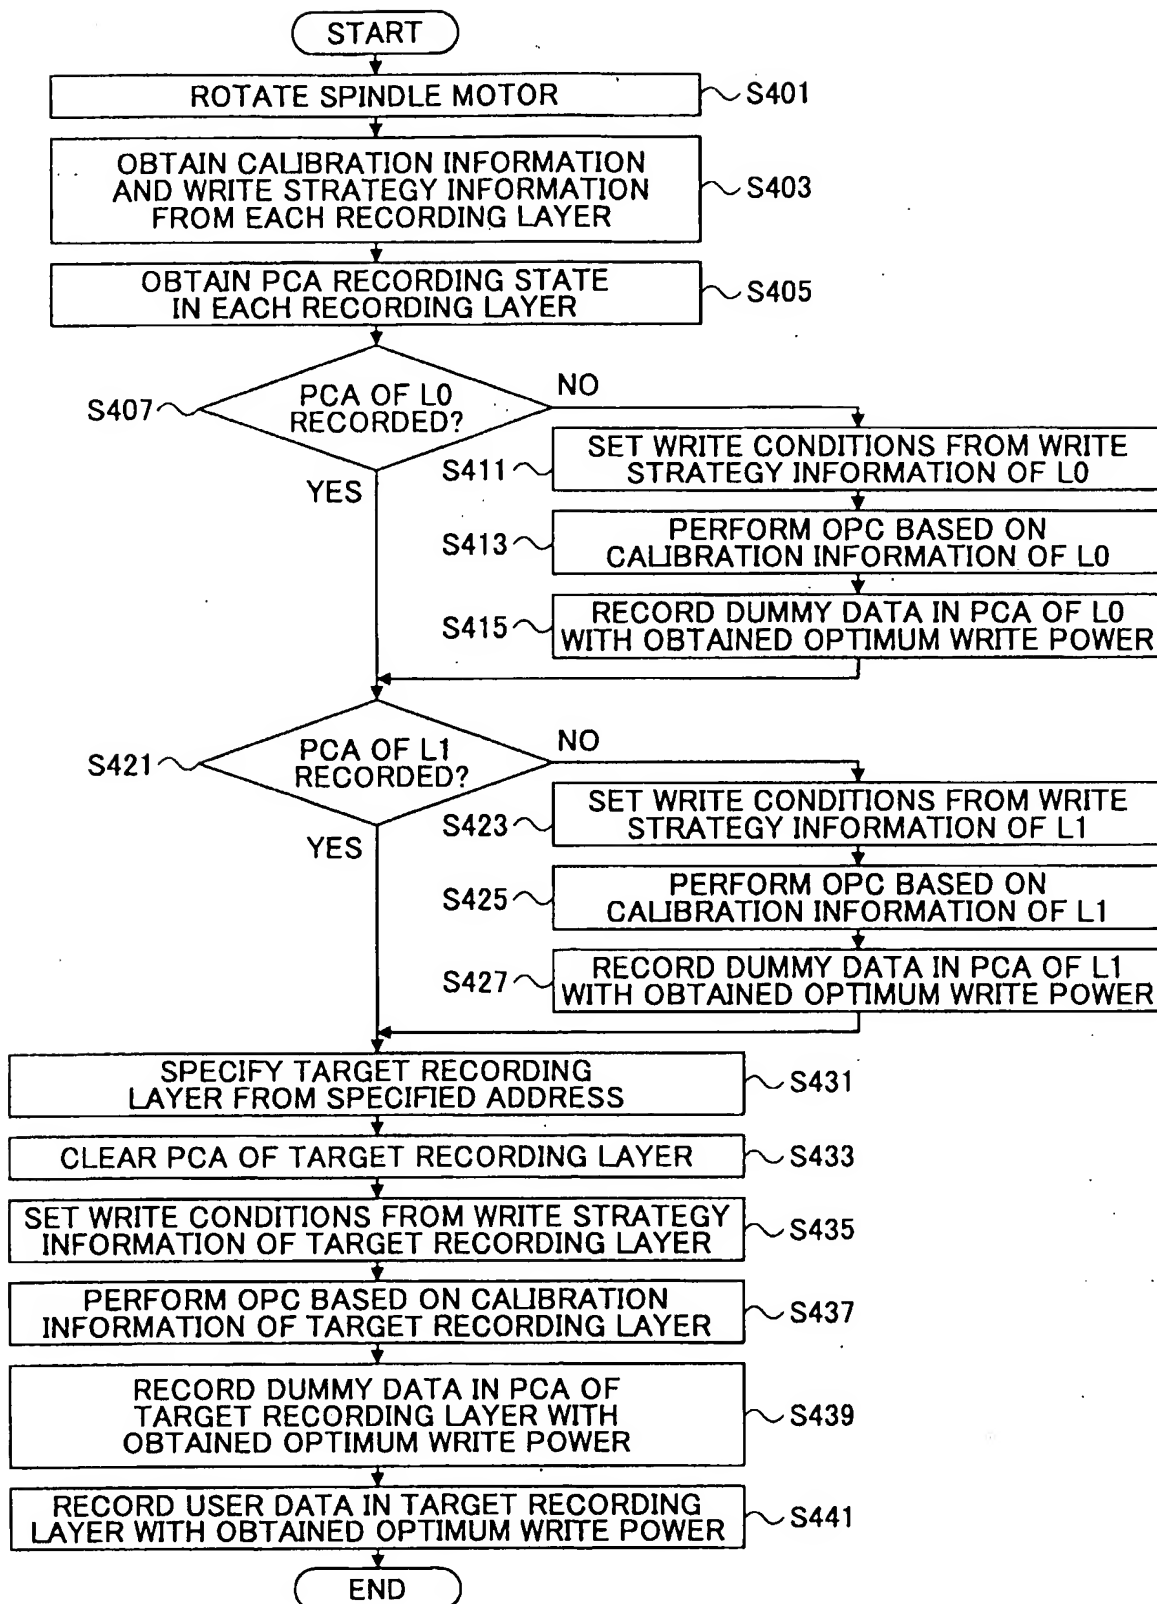 START
ROTATE SPINDLE MOTOR
S401
OBTAIN CALIBRATION INFORMATION
AND WRITE STRATEGY INFORMATION
FROM EACH RECORDING LAYER
S403
OBTAIN PCA RECORDING STATE
IN EACH RECORDING LAYER
S405
S407
PCA OF L0
RECORDED?
NO
YES
S411
SET WRITE CONDITIONS FROM WRITE
STRATEGY INFORMATION OF L0
S413
PERFORM OPC BASED ON
CALIBRATION INFORMATION OF L0
S415
RECORD DUMMY DATA IN PCA OF L0
WITH OBTAINED OPTIMUM WRITE POWER
S421
PCA OF L1
RECORDED?
NO
YES
S423
SET WRITE CONDITIONS FROM WRITE
STRATEGY INFORMATION OF L1
S425
PERFORM OPC BASED ON
CALIBRATION INFORMATION OF L1
S427
RECORD DUMMY DATA IN PCA OF L1
WITH OBTAINED OPTIMUM WRITE POWER
SPECIFY TARGET RECORDING
LAYER FROM SPECIFIED ADDRESS
S431
CLEAR PCA OF TARGET RECORDING LAYER
S433
SET WRITE CONDITIONS FROM WRITE STRATEGY
INFORMATION OF TARGET RECORDING LAYER
S435
PERFORM OPC BASED ON CALIBRATION
INFORMATION OF TARGET RECORDING LAYER
S437
RECORD DUMMY DATA IN PCA OF
TARGET RECORDING LAYER WITH
OBTAINED OPTIMUM WRITE POWER
S439
RECORD USER DATA IN TARGET RECORDING
LAYER WITH OBTAINED OPTIMUM WRITE POWER
S441
END